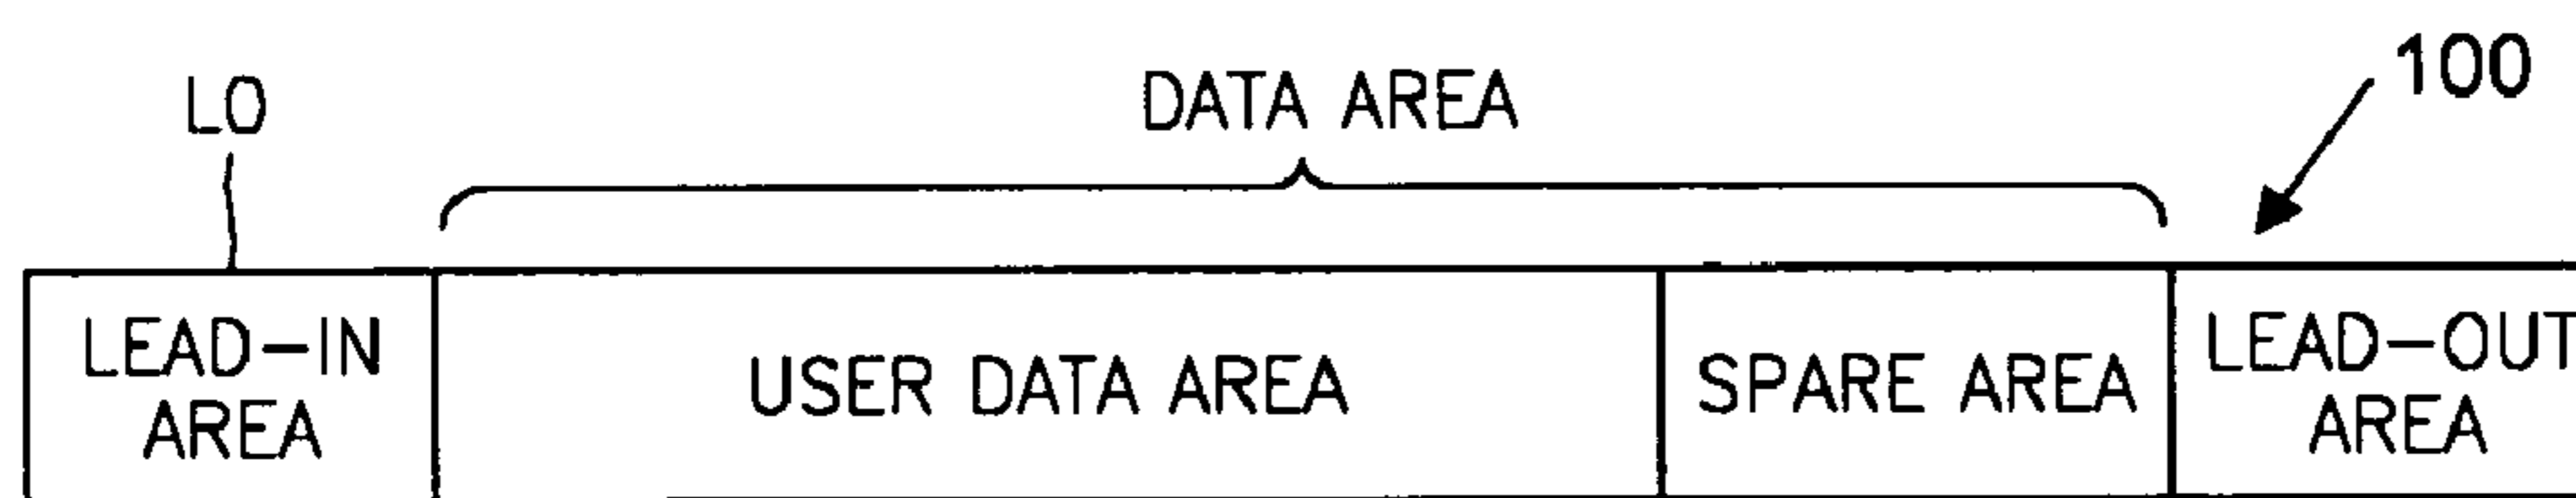 LO
DATA AREA
100
LEAD-IN
AREA
USER DATA AREA
SPARE AREA
LEAD-OUT
AREA